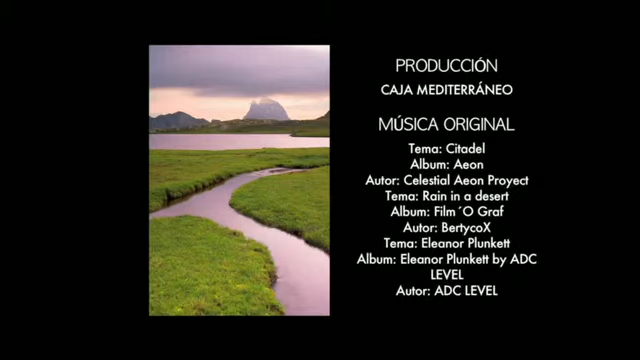 PRODUCCIÓN
CAJA MEDITERRÁNEO
MÚSICA ORIGINAL
Tema: Citadel
Album: Aeon
Autor: Celestial Aeon Proyect
Tema: Rain in a desert
Album: Film´O Graf
Autor: BertycoX
Tema: Eleanor Plunkett
Album: Eleanor Plunkett by ADC
LEVEL
Autor: ADC LEVEL